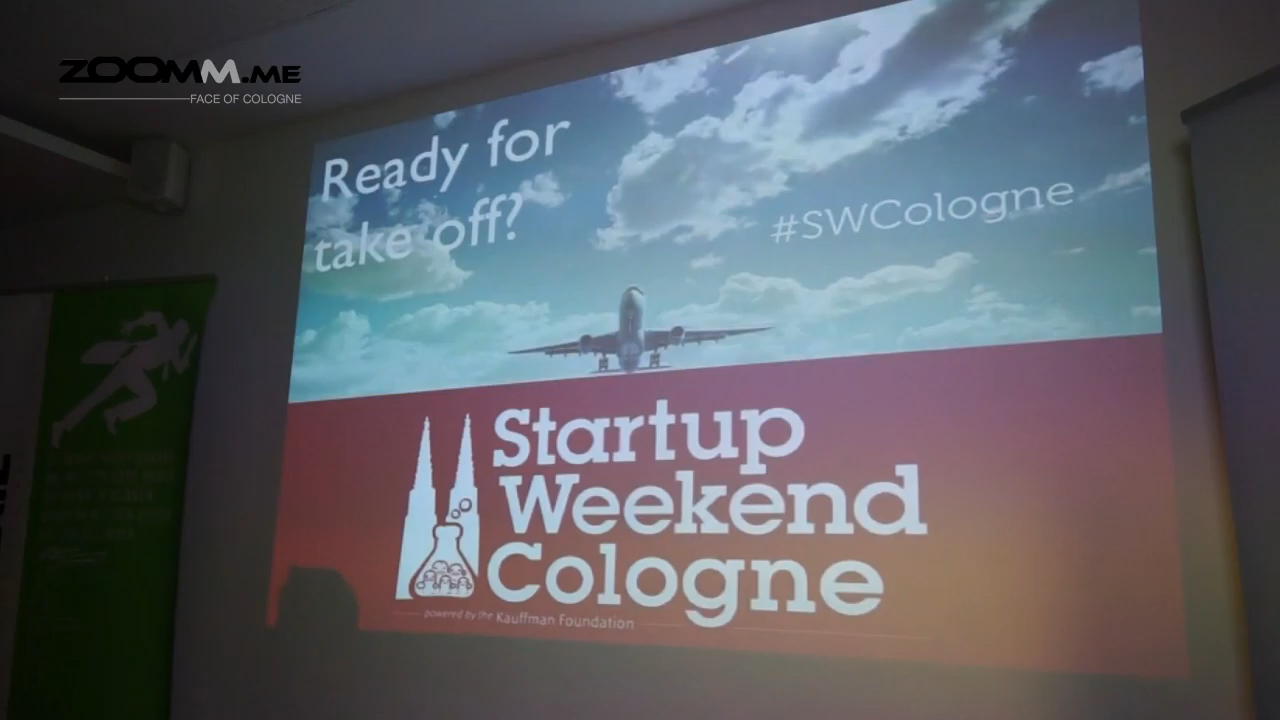 ZOOMM.ME
FACE OF COLOGNE
Ready for
take off?
#SWCologne
Startup
Weekend
Cologne
powered by the Kauffman Foundation